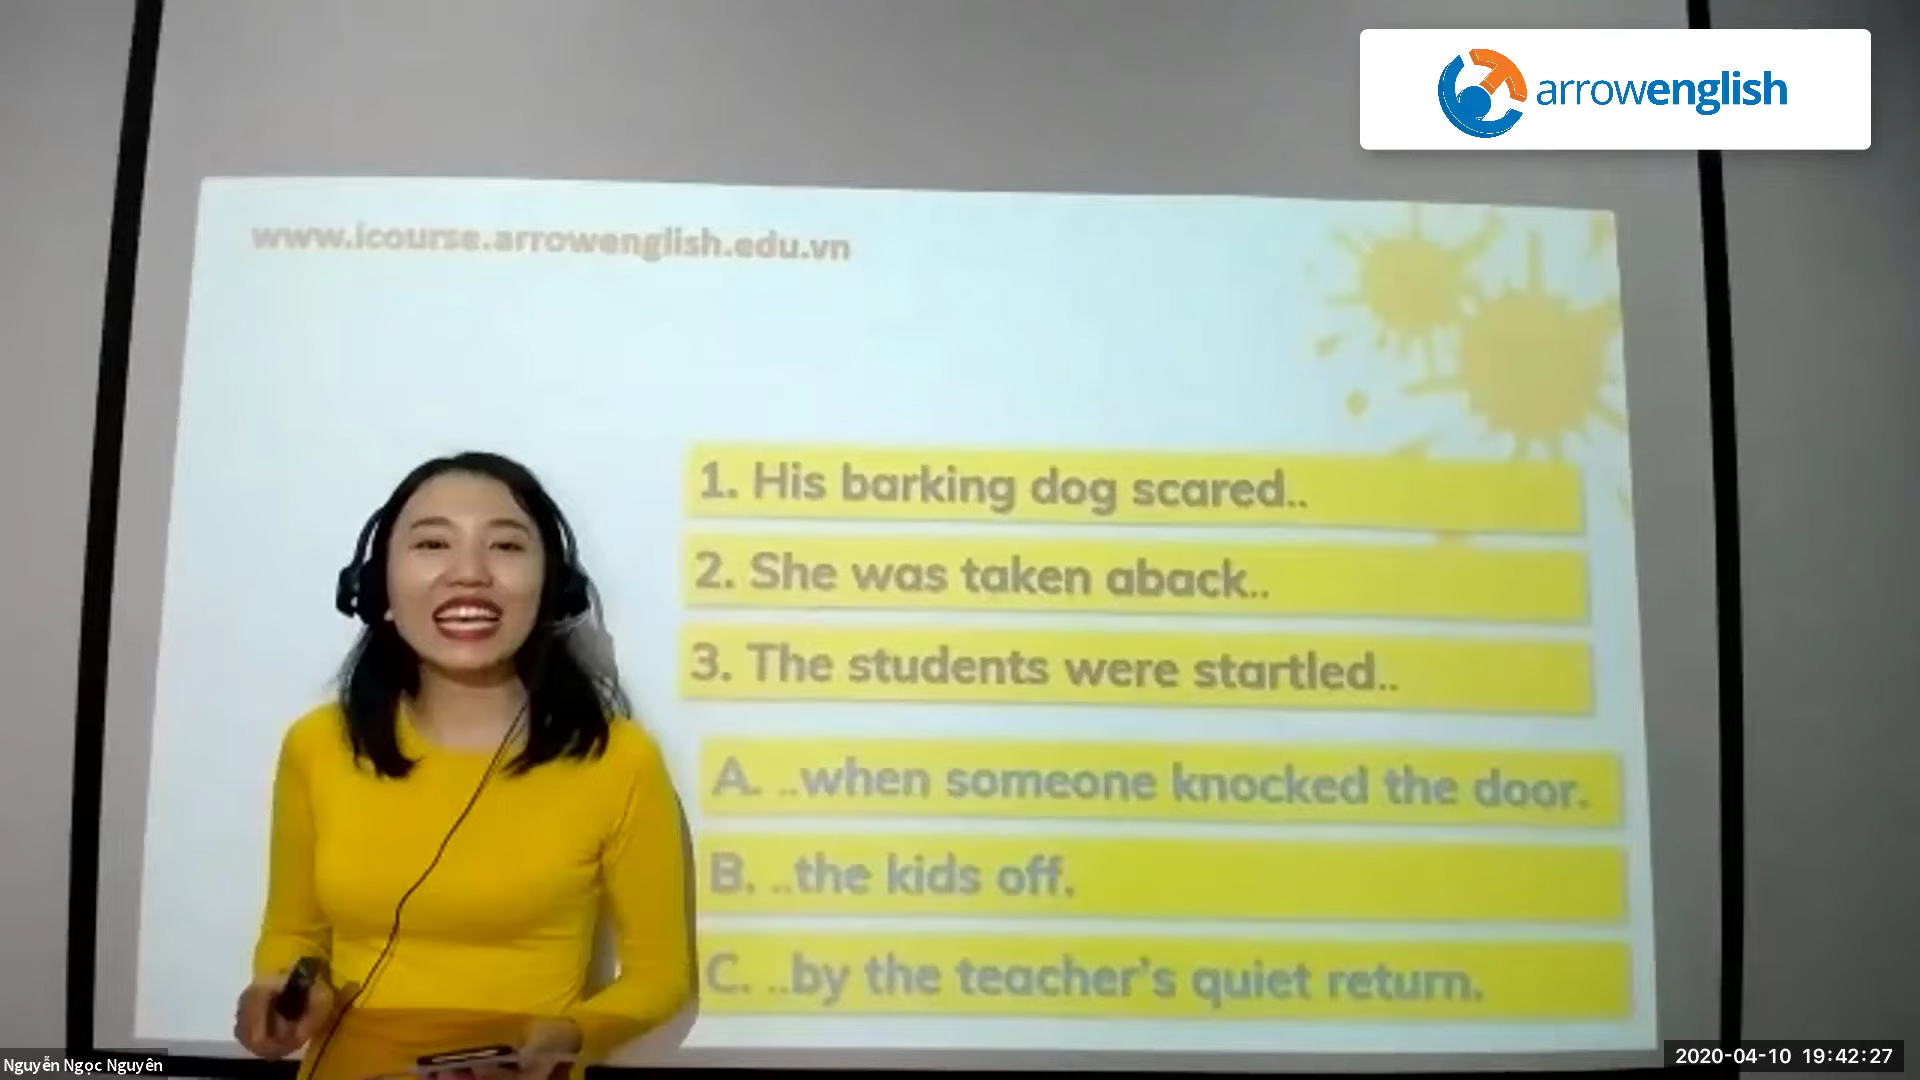 arrowenglish
www.icourse.arrowenglish.edu.vn
1. His barking dog scared..
2. She was taken aback..
3. The students were startled..
A. ..when someone knocked the door.
B. ..the kids off.
C. ..by the teacher's quiet return.
Nguyễn Ngọc Nguyên
2020-04-10 19:42:27